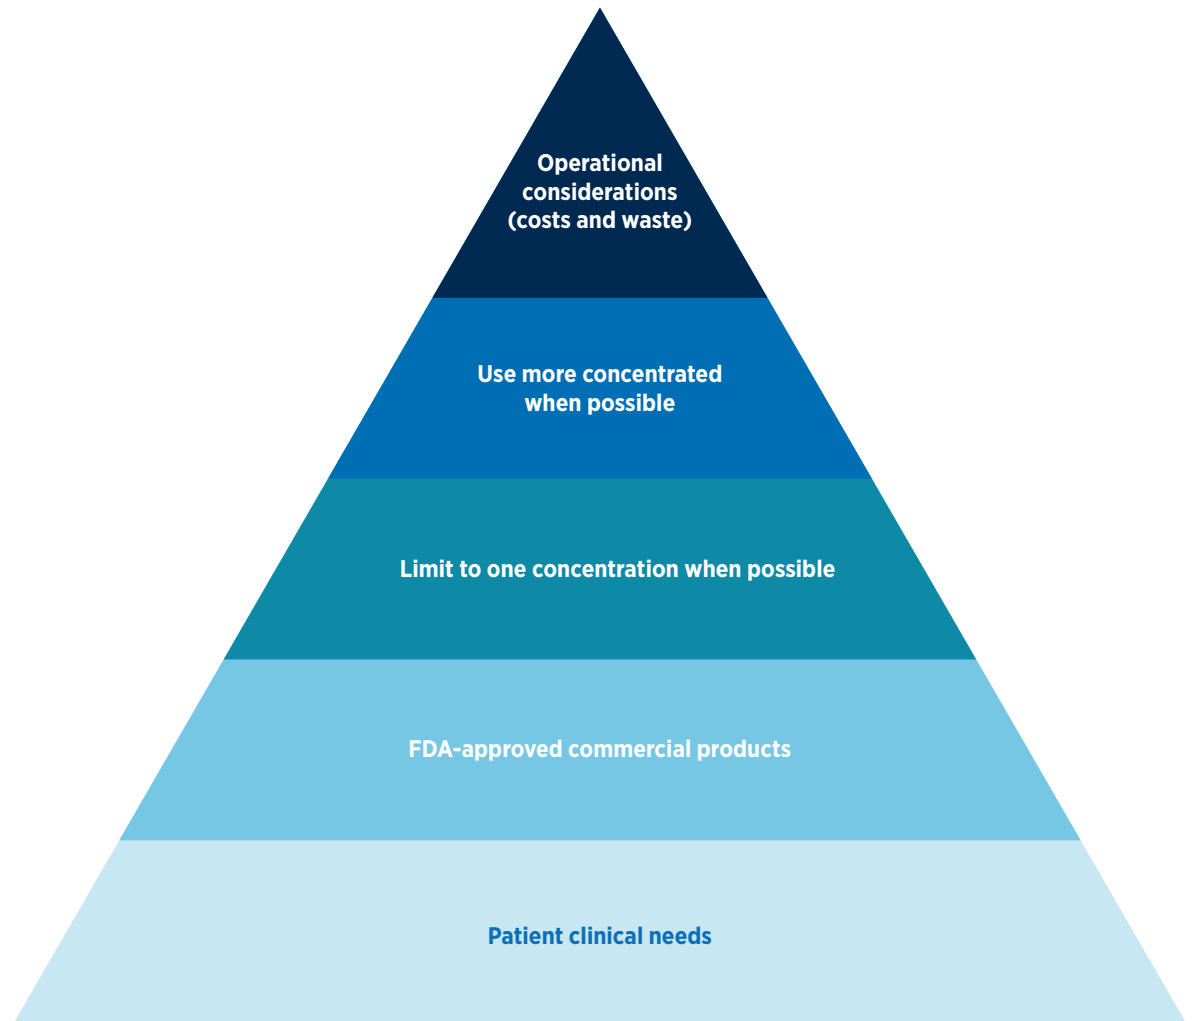 Operational
considerations
(costs and waste)
Use more concentrated
when possible
Limit to one concentration when possible
FDA-approved commercial products
Patient clinical needs